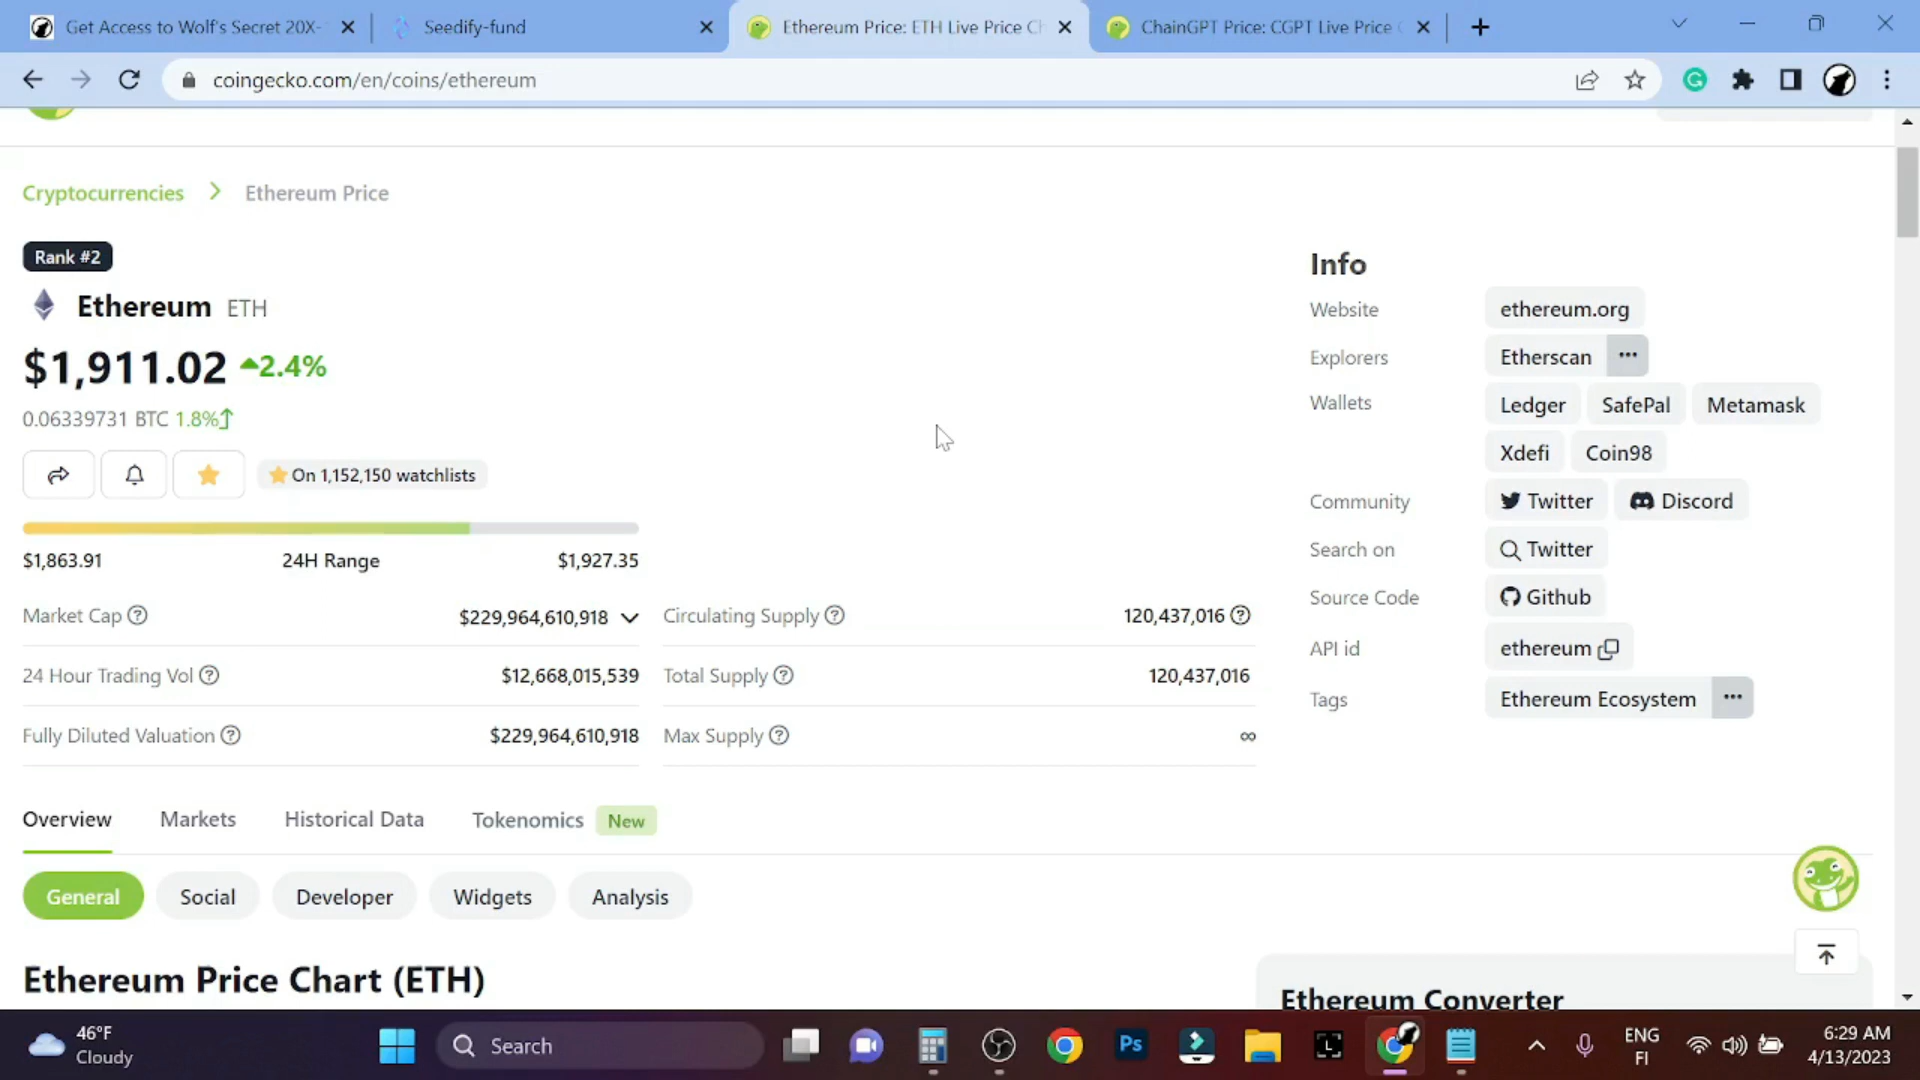 Get Access to Wolf's Secret 20X-
Seedify-fund
Ethereum Price: ETH Live Price Ch
ChainGPT Price: CGPT Live Price C
coingecko.com/en/coins/ethereum
Cryptocurrencies > Ethereum Price
Rank #2
Ethereum ETH
$1,911.02 2.4%
0.06339731 BTC 1.8%
On 1,152,150 watchlists
$1,863.91 24H Range $1,927.35
Market Cap $229,964,610,918
Circulating Supply 120,437,016
24 Hour Trading Vol $12,668,015,539
Total Supply 120,437,016
Fully Diluted Valuation $229,964,610,918
Max Supply ∞
Info
Website ethereum.org
Explorers Etherscan ...
Wallets Ledger SafePal Metamask
Xdefi Coin98
Community Twitter Discord
Search on Twitter
Source Code Github
API id ethereum
Tags Ethereum Ecosystem ...
Overview Markets Historical Data Tokenomics New
General Social Developer Widgets Analysis
Ethereum Price Chart (ETH)
Ethereum Converter
46°F
Cloudy
Search
Ps
L
ENG
FI
6:29 AM
4/13/2023